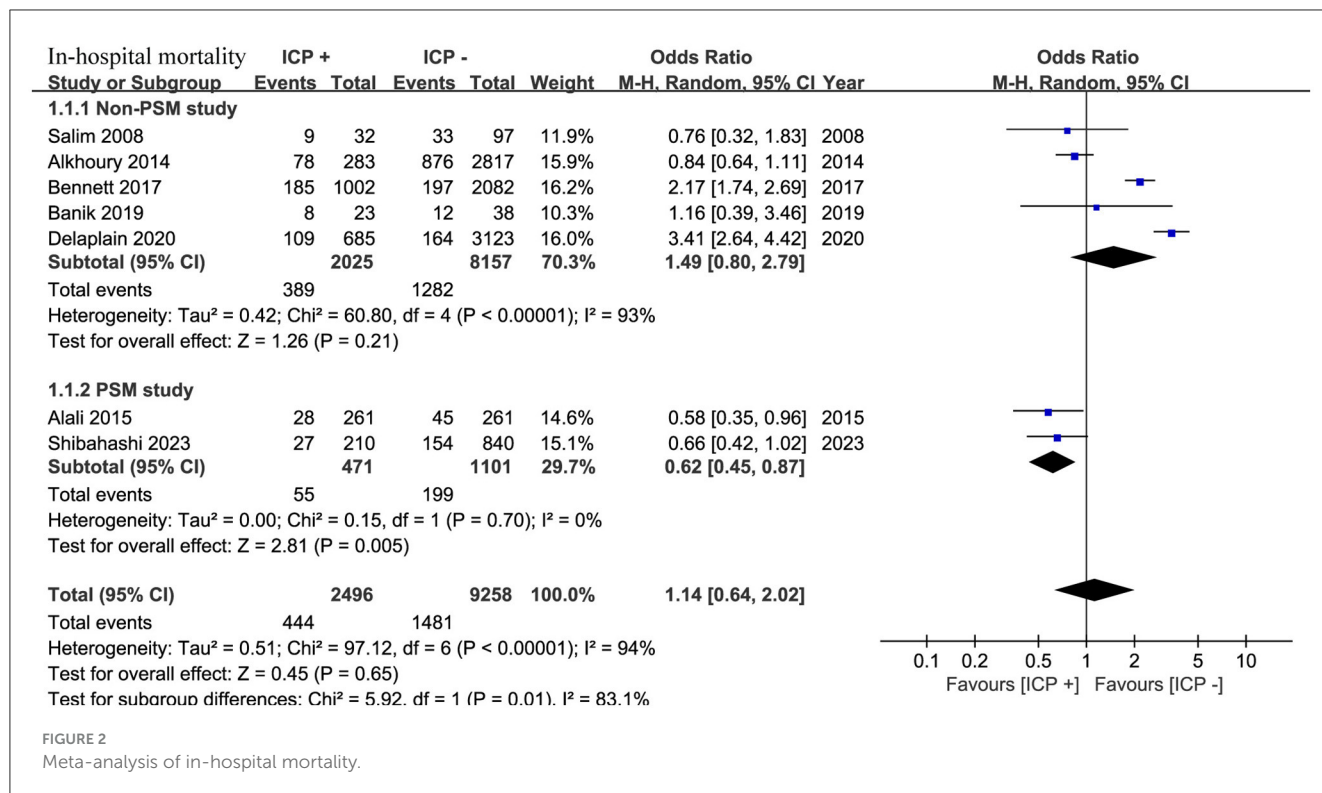 In-hospital mortality ICP + ICP - Odds Ratio Odds Ratio
Study or Subgroup Events Total Events Total Weight M-H, Random, 95% CI Year M-H, Random, 95% CI
1.1.1 Non-PSM study
Salim 2008 9 32 33 97 11.9% 0.76 [0.32, 1.83] 2008
Alkhoury 2014 78 283 876 2817 15.9% 0.84 [0.64, 1.11] 2014
Bennett 2017 185 1002 197 2082 16.2% 2.17 [1.74, 2.69] 2017
Banik 2019 8 23 12 38 10.3% 1.16 [0.39, 3.46] 2019
Delaplain 2020 109 685 164 3123 16.0% 3.41 [2.64, 4.42] 2020
Subtotal (95% CI) 2025 8157 70.3% 1.49 [0.80, 2.79]
Total events 389 1282
Heterogeneity: Tau² = 0.42; Chi² = 60.80, df = 4 (P < 0.00001); I² = 93%
Test for overall effect: Z = 1.26 (P = 0.21)
1.1.2 PSM study
Alali 2015 28 261 45 261 14.6% 0.58 [0.35, 0.96] 2015
Shibahashi 2023 27 210 154 840 15.1% 0.66 [0.42, 1.02] 2023
Subtotal (95% CI) 471 1101 29.7% 0.62 [0.45, 0.87]
Total events 55 199
Heterogeneity: Tau² = 0.00; Chi² = 0.15, df = 1 (P = 0.70); I² = 0%
Test for overall effect: Z = 2.81 (P = 0.005)
Total (95% CI) 2496 9258 100.0% 1.14 [0.64, 2.02]
Total events 444 1481
Heterogeneity: Tau² = 0.51; Chi² = 97.12, df = 6 (P < 0.00001); I² = 94%
Test for overall effect: Z = 0.45 (P = 0.65)
Test for subgroup differences: Chi² = 5.92, df = 1 (P = 0.01), I² = 83.1%
0.1 0.2 0.5 1 2 5 10
Favours [ICP +] Favours [ICP -]
FIGURE 2
Meta-analysis of in-hospital mortality.